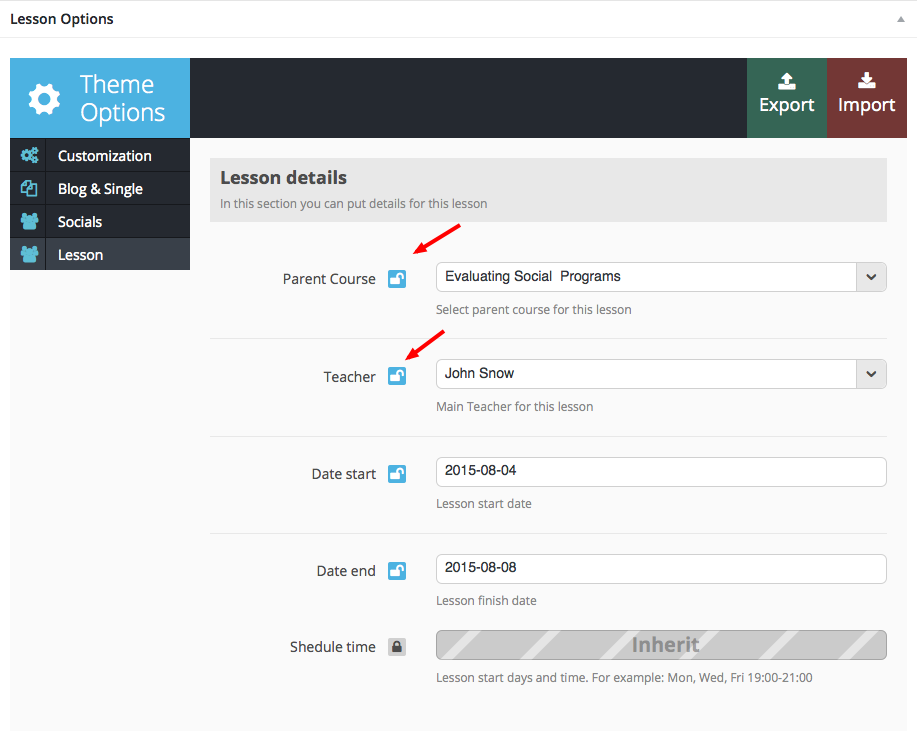 Lesson Options
Theme
Options
Export
Import
Customization
Blog & Single
Socials
Lesson
Lesson details
In this section you can put details for this lesson
Parent Course
Evaluating Social  Programs
Select parent course for this lesson
Teacher
John Snow
Main Teacher for this lesson
Date start
2015-08-04
Lesson start date
Date end
2015-08-08
Lesson finish date
Shedule time
Inherit
Lesson start days and time. For example: Mon, Wed, Fri 19:00-21:00